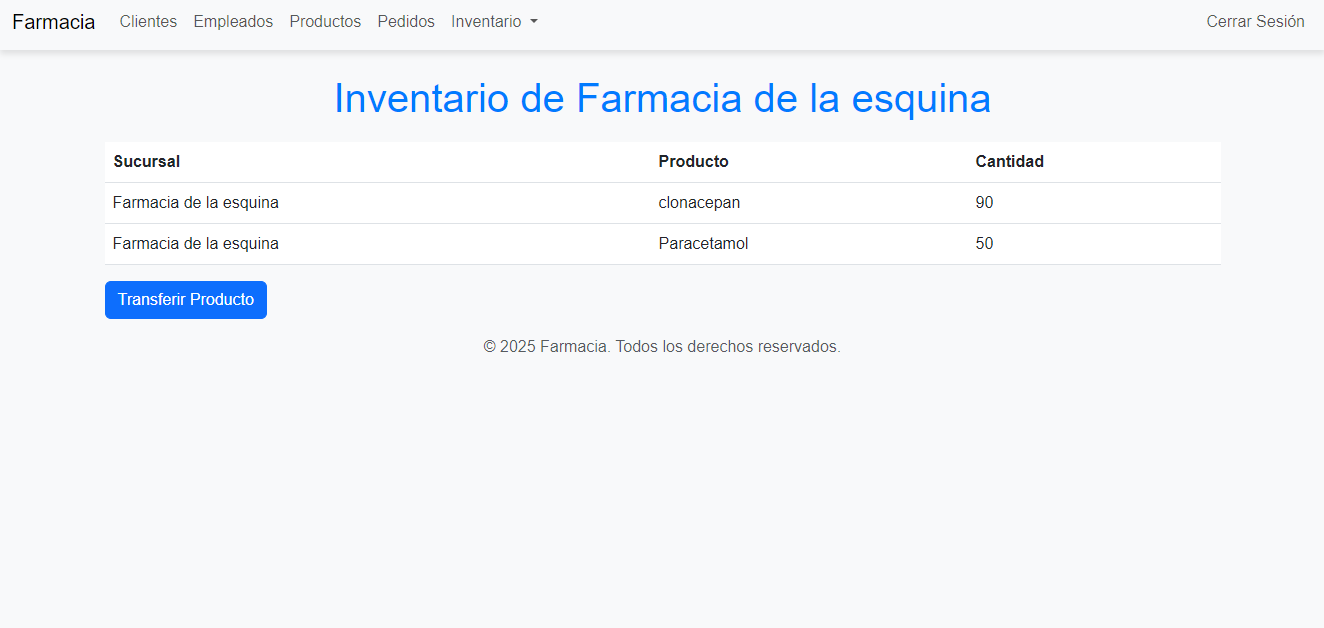 Farmacia Clientes Empleados Productos Pedidos Inventario Cerrar Sesión
Inventario de Farmacia de la esquina
Sucursal Producto Cantidad
Farmacia de la esquina clonacepan 90
Farmacia de la esquina Paracetamol 50
Transferir Producto
© 2025 Farmacia. Todos los derechos reservados.